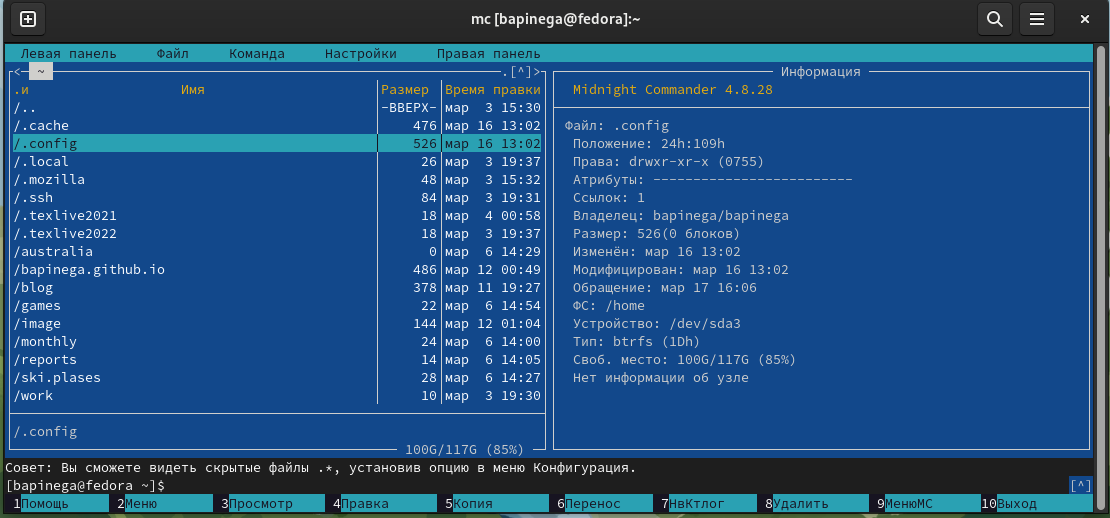 mc [bapinega@fedora]:~
Левая панель Файл Команда Настройки Правая панель
<─ ~ .[^]>
.и Имя Размер Время правки
/.. -ВВЕРХ- мар 3 15:30
/.cache 476 мар 16 13:02
/.config 526 мар 16 13:02
/.local 26 мар 3 19:37
/.mozilla 48 мар 3 15:32
/.ssh 84 мар 3 19:31
/.texlive2021 18 мар 4 00:58
/.texlive2022 18 мар 3 19:37
/australia 0 мар 6 14:29
/bapinega.github.io 486 мар 12 00:49
/blog 378 мар 11 19:27
/games 22 мар 6 14:54
/image 144 мар 12 01:04
/monthly 24 мар 6 14:00
/reports 14 мар 6 14:05
/ski.plases 28 мар 6 14:27
/work 10 мар 3 19:30
/.config
100G/117G (85%)
Информация
Midnight Commander 4.8.28
Файл: .config
Положение: 24h:109h
Права: drwxr-xr-x (0755)
Атрибуты: -------------------------
Ссылок: 1
Владелец: bapinega/bapinega
Размер: 526(0 блоков)
Изменён: мар 16 13:02
Модифицирован: мар 16 13:02
Обращение: мар 17 16:06
ФС: /home
Устройство: /dev/sda3
Тип: btrfs (1Dh)
Своб. место: 100G/117G (85%)
Нет информации об узле
Совет: Вы сможете видеть скрытые файлы .*, установив опцию в меню Конфигурация.
[bapinega@fedora ~]$ [^]
1Помощь 2Меню 3Просмотр 4Правка 5Копия 6Перенос 7НвКтлог 8Удалить 9МенюМС 10Выход